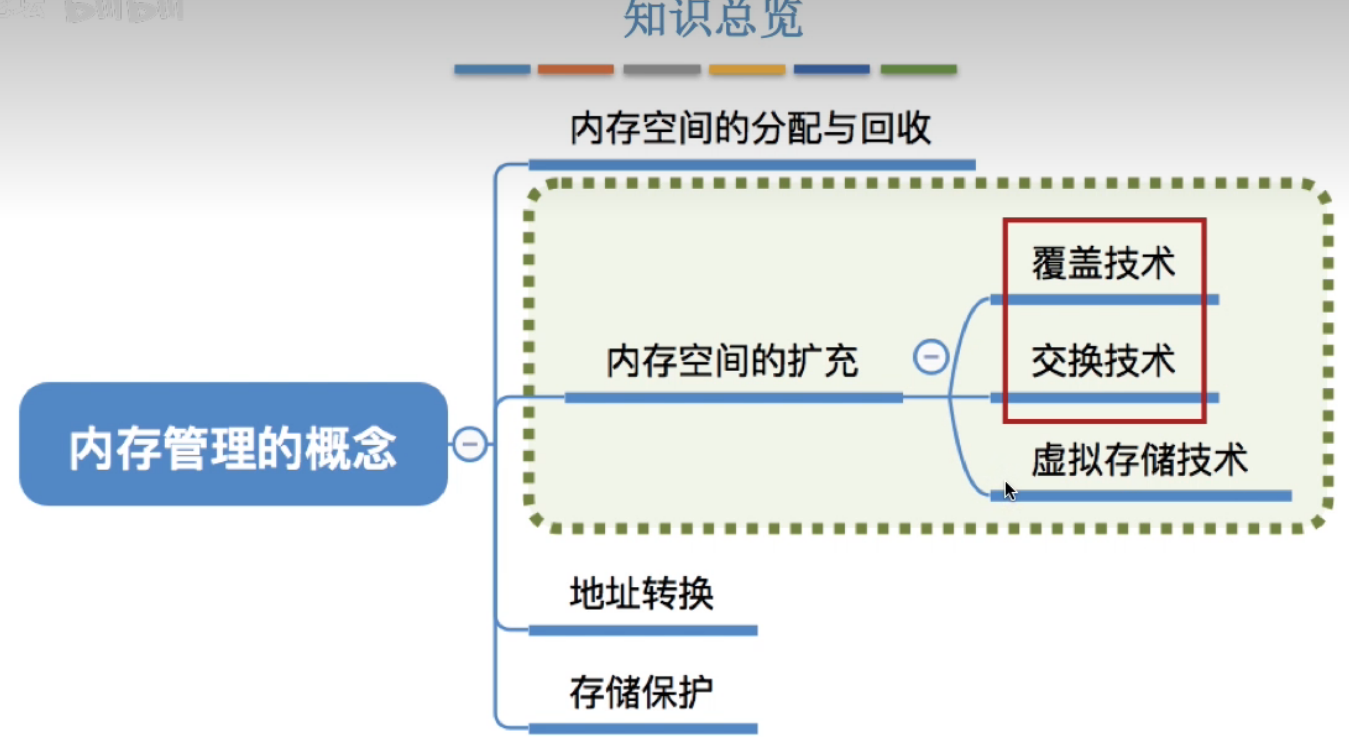 知识总览
内存空间的分配与回收
覆盖技术
内存空间的扩充
交换技术
内存管理的概念
虚拟存储技术
地址转换
存储保护